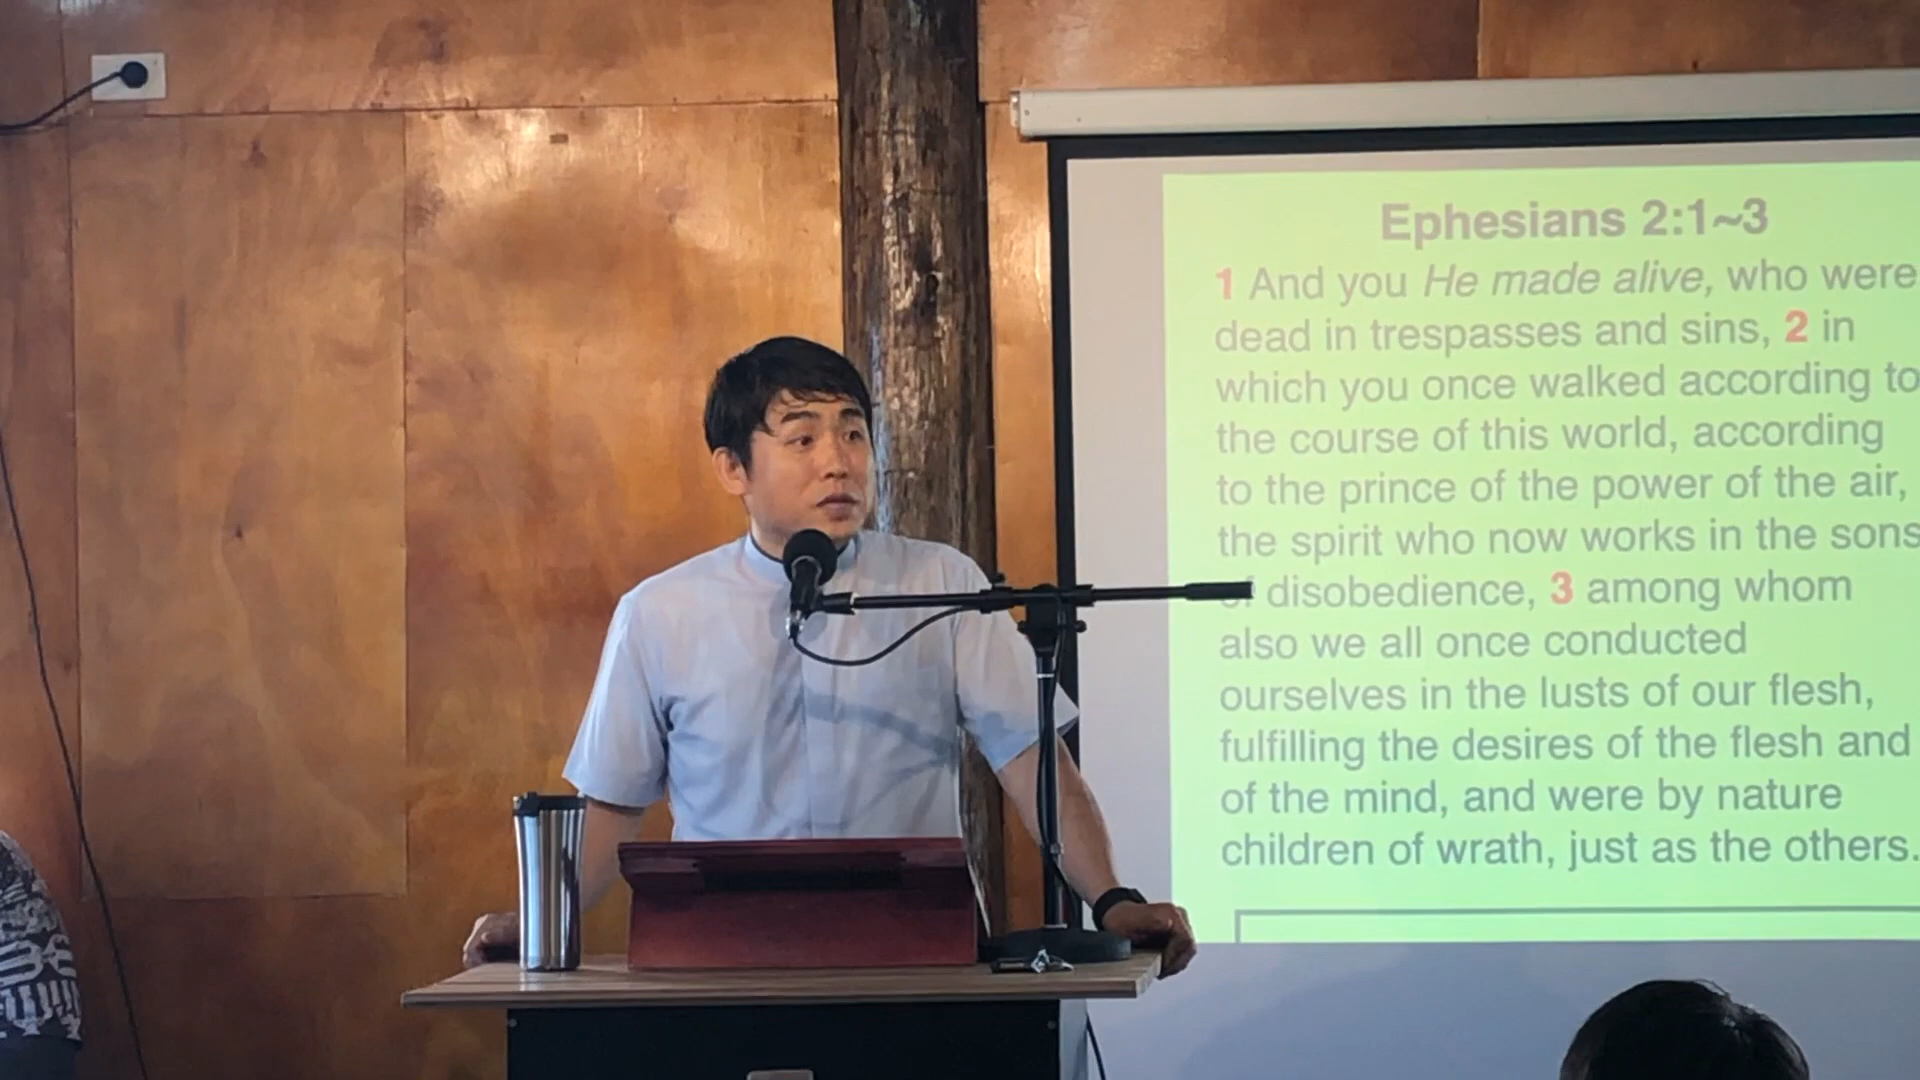 Ephesians 2:1~3
1 And you He made alive, who were
dead in trespasses and sins, 2 in
which you once walked according to
the course of this world, according
to the prince of the power of the air,
the spirit who now works in the sons
of disobedience, 3 among whom
also we all once conducted
ourselves in the lusts of our flesh,
fulfilling the desires of the flesh and
of the mind, and were by nature
children of wrath, just as the others.